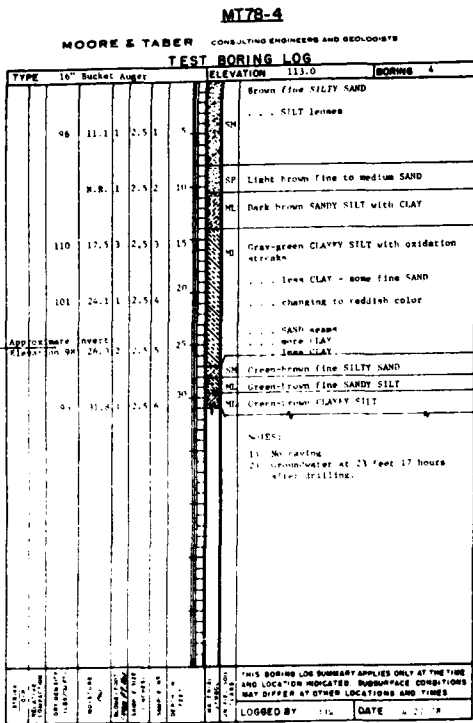 MT78-4
MOORE & TABER CONSULTING ENGINEERS AND GEOLOGISTS
TEST BORING LOG
TYPE 16" Bucket Auger ELEVATION 113.0 BORING 4
Brown fine SILTY SAND
. . . SILT lenses
SM
96 11.1 1 2.5 1 5
SP Light brown fine to medium SAND
N.R. 1 2.5 2 10
ML Dark brown SANDY SILT with CLAY
110 17.5 3 2.5 3 15
ML Gray-green CLAYEY SILT with oxidation
streaks
. . . less CLAY - some fine SAND
20
101 24.1 1 2.5 4
. . . changing to reddish color
. . . SAND seams
Approximate Invert
. . . more CLAY
Elevation 25
. . . less CLAY
SM Green-brown fine SILTY SAND
ML Green-brown fine SANDY SILT
30
ML Green-brown CLAYEY SILT
NOTES:
1) No caving
2) Groundwater at 23 feet 17 hours
after drilling.
THIS BORING LOG SUMMARY APPLIES ONLY AT THE TIME
AND LOCATION INDICATED. SUBSURFACE CONDITIONS
MAY DIFFER AT OTHER LOCATIONS AND TIMES
LOGGED BY DATE